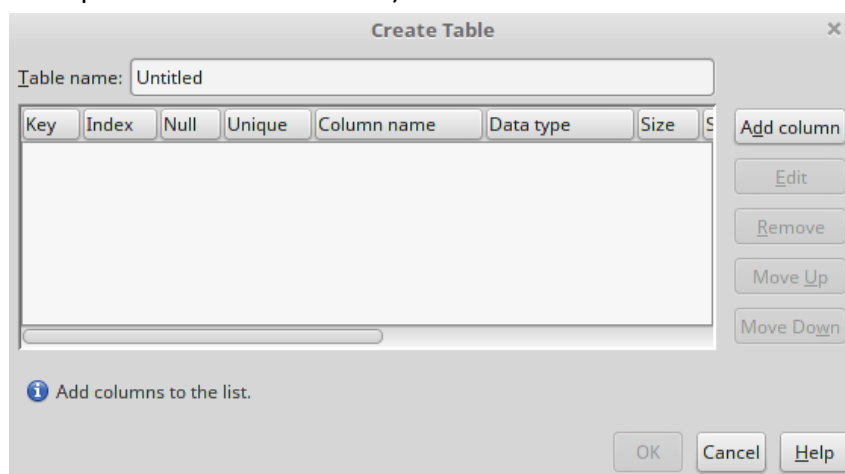 Create Table
Table name: Untitled
Key Index Null Unique Column name Data type Size S
Add column
Edit
Remove
Move Up
Move Down
Add columns to the list.
OK Cancel Help